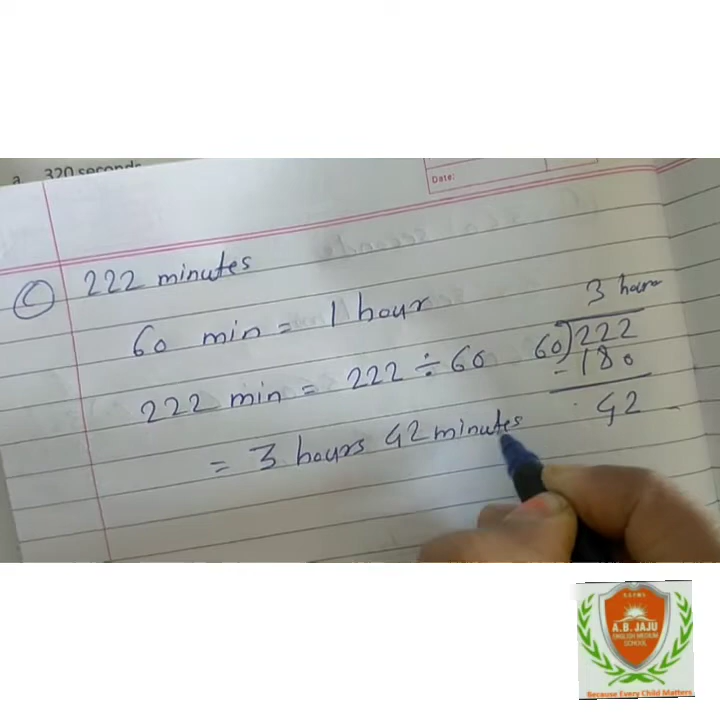 a 320 seconds
Date:
C 222 minutes
60 min = 1 hour
222 min = 222 ÷ 60
= 3 hours 42 minutes
3 hours
60)222
- 180
42
A.B. JAJU
ENGLISH MEDIUM
SCHOOL
Because Every Child Matters